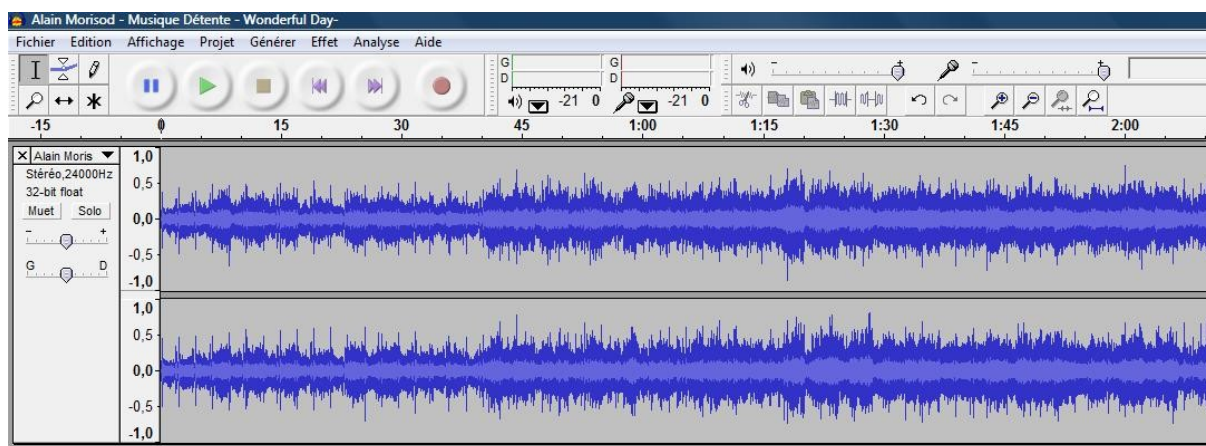 Alain Morisod - Musique Détente - Wonderful Day-
Fichier Edition Affichage Projet Générer Effet Analyse Aide
G G
D D
-21 0 -21 0
-15 0 15 30 45 1:00 1:15 1:30 1:45 2:00
X Alain Moris
Stéréo,24000Hz
32-bit float
Muet Solo
- +
G D
1,0
0,5
0,0
-0,5
-1,0
1,0
0,5
0,0
-0,5
-1,0